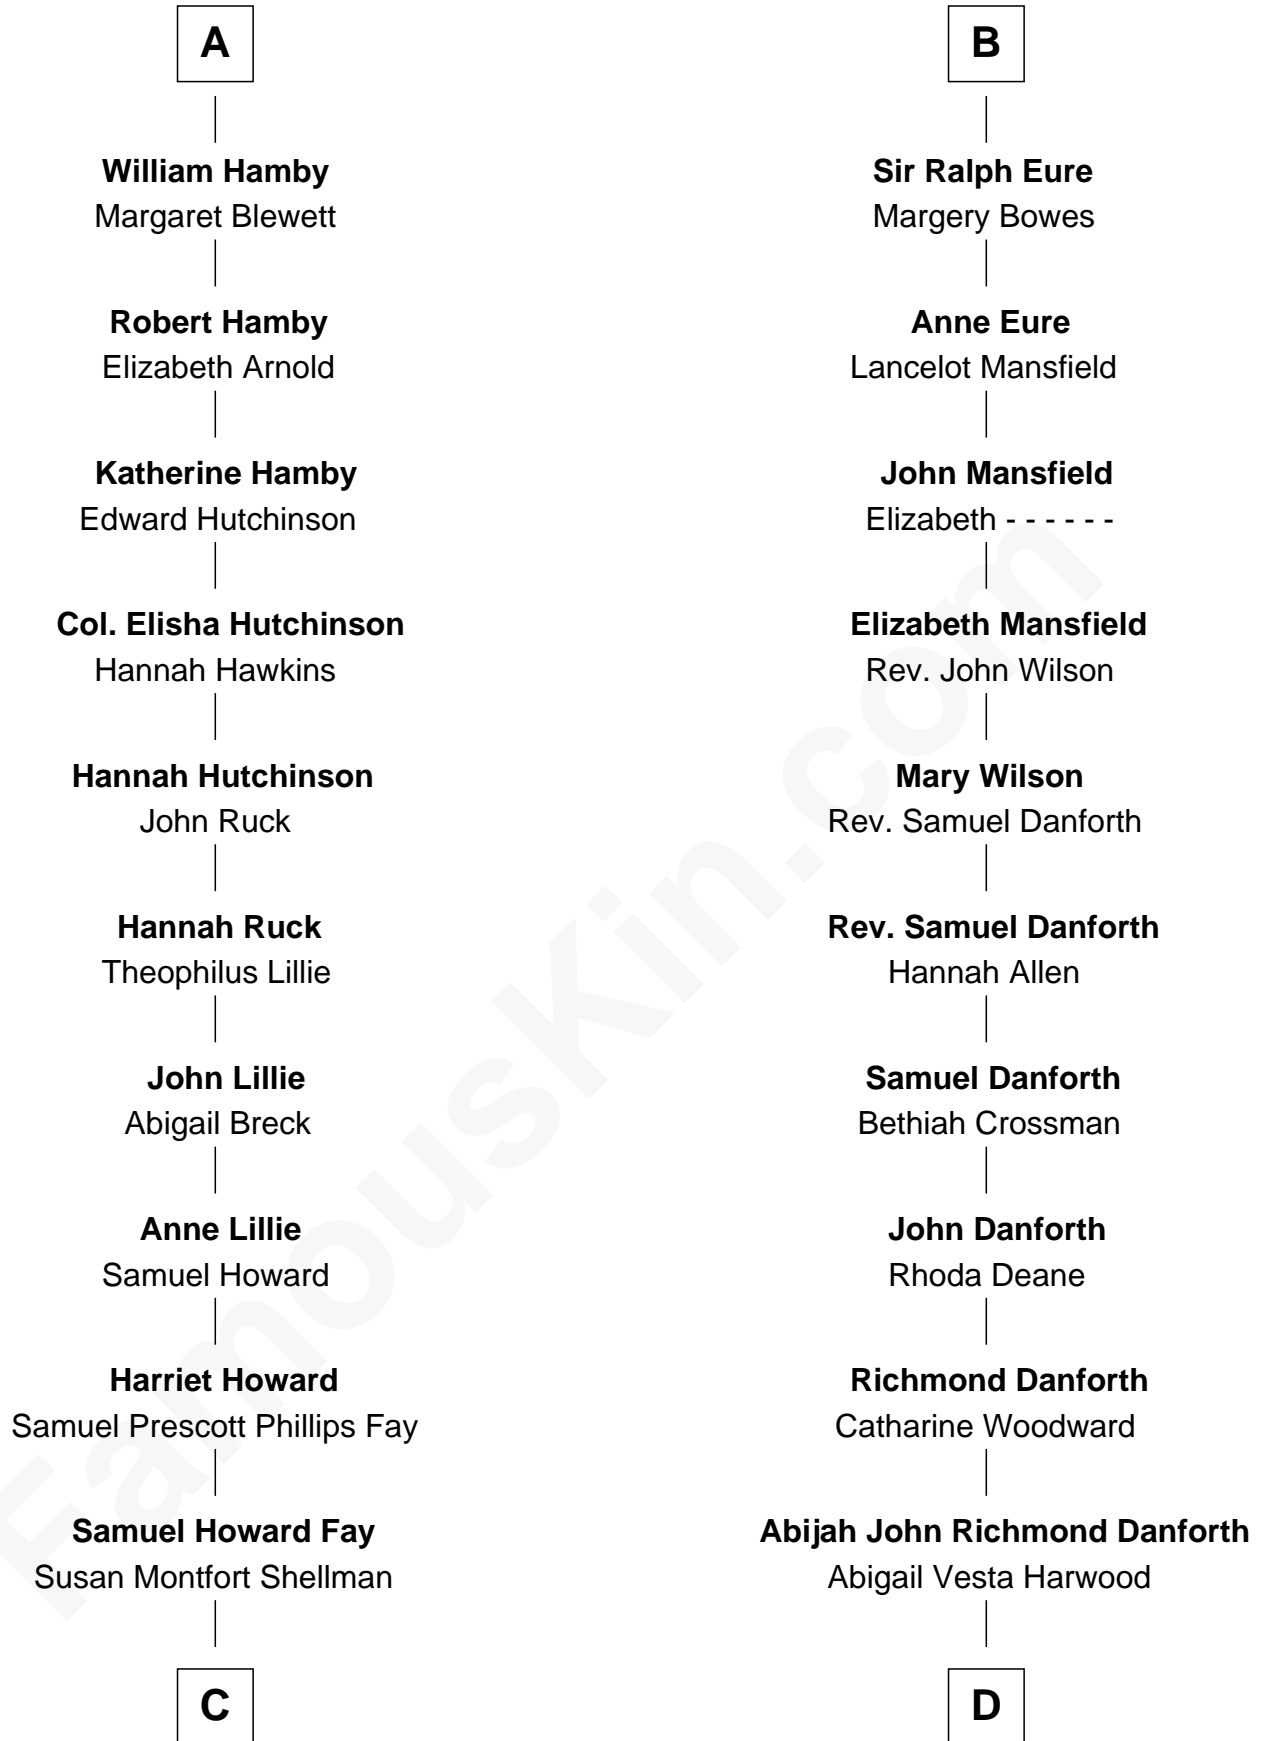 A
William Hamby
Margaret Blewett
Robert Hamby
Elizabeth Arnold
Katherine Hamby
Edward Hutchinson
Col. Elisha Hutchinson
Hannah Hawkins
Hannah Hutchinson
John Ruck
Hannah Ruck
Theophilus Lillie
John Lillie
Abigail Breck
Anne Lillie
Samuel Howard
Harriet Howard
Samuel Prescott Phillips Fay
Samuel Howard Fay
Susan Montfort Shellman
C
B
Sir Ralph Eure
Margery Bowes
Anne Eure
Lancelot Mansfield
John Mansfield
Elizabeth - - - - - -
Elizabeth Mansfield
Rev. John Wilson
Mary Wilson
Rev. Samuel Danforth
Rev. Samuel Danforth
Hannah Allen
Samuel Danforth
Bethiah Crossman
John Danforth
Rhoda Deane
Richmond Danforth
Catharine Woodward
Abijah John Richmond Danforth
Abigail Vesta Harwood
D
FamousKin.com